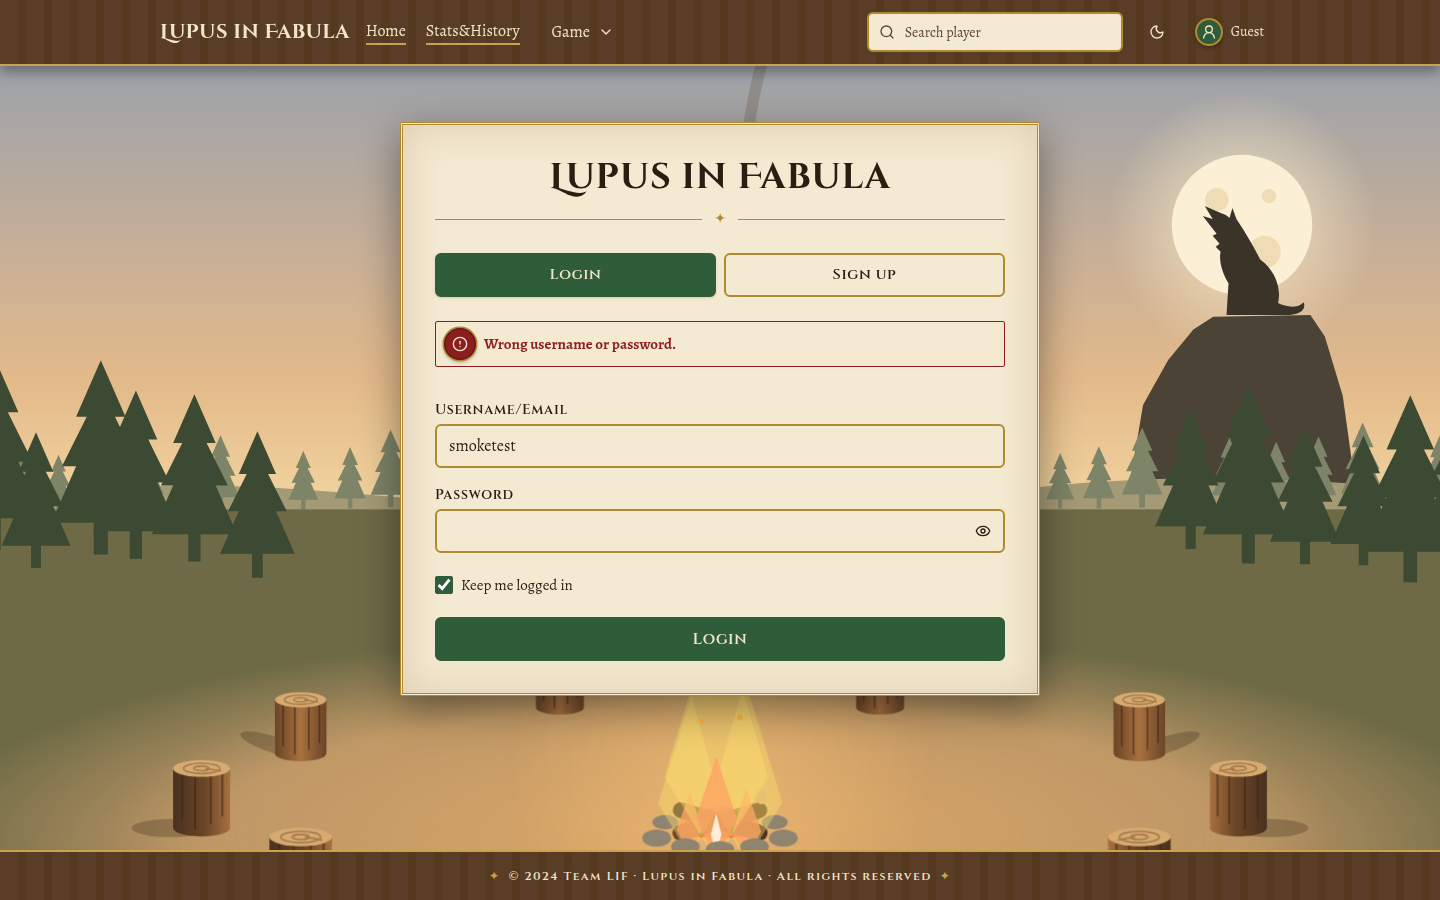 Lupus in Fabula
Home
Stats&History
Game
Search player
Guest
Lupus in Fabula
Login
Sign up
Wrong username or password.
Username/Email
smoketest
Password
Keep me logged in
Login
© 2024 Team LIF · Lupus in Fabula · All rights reserved